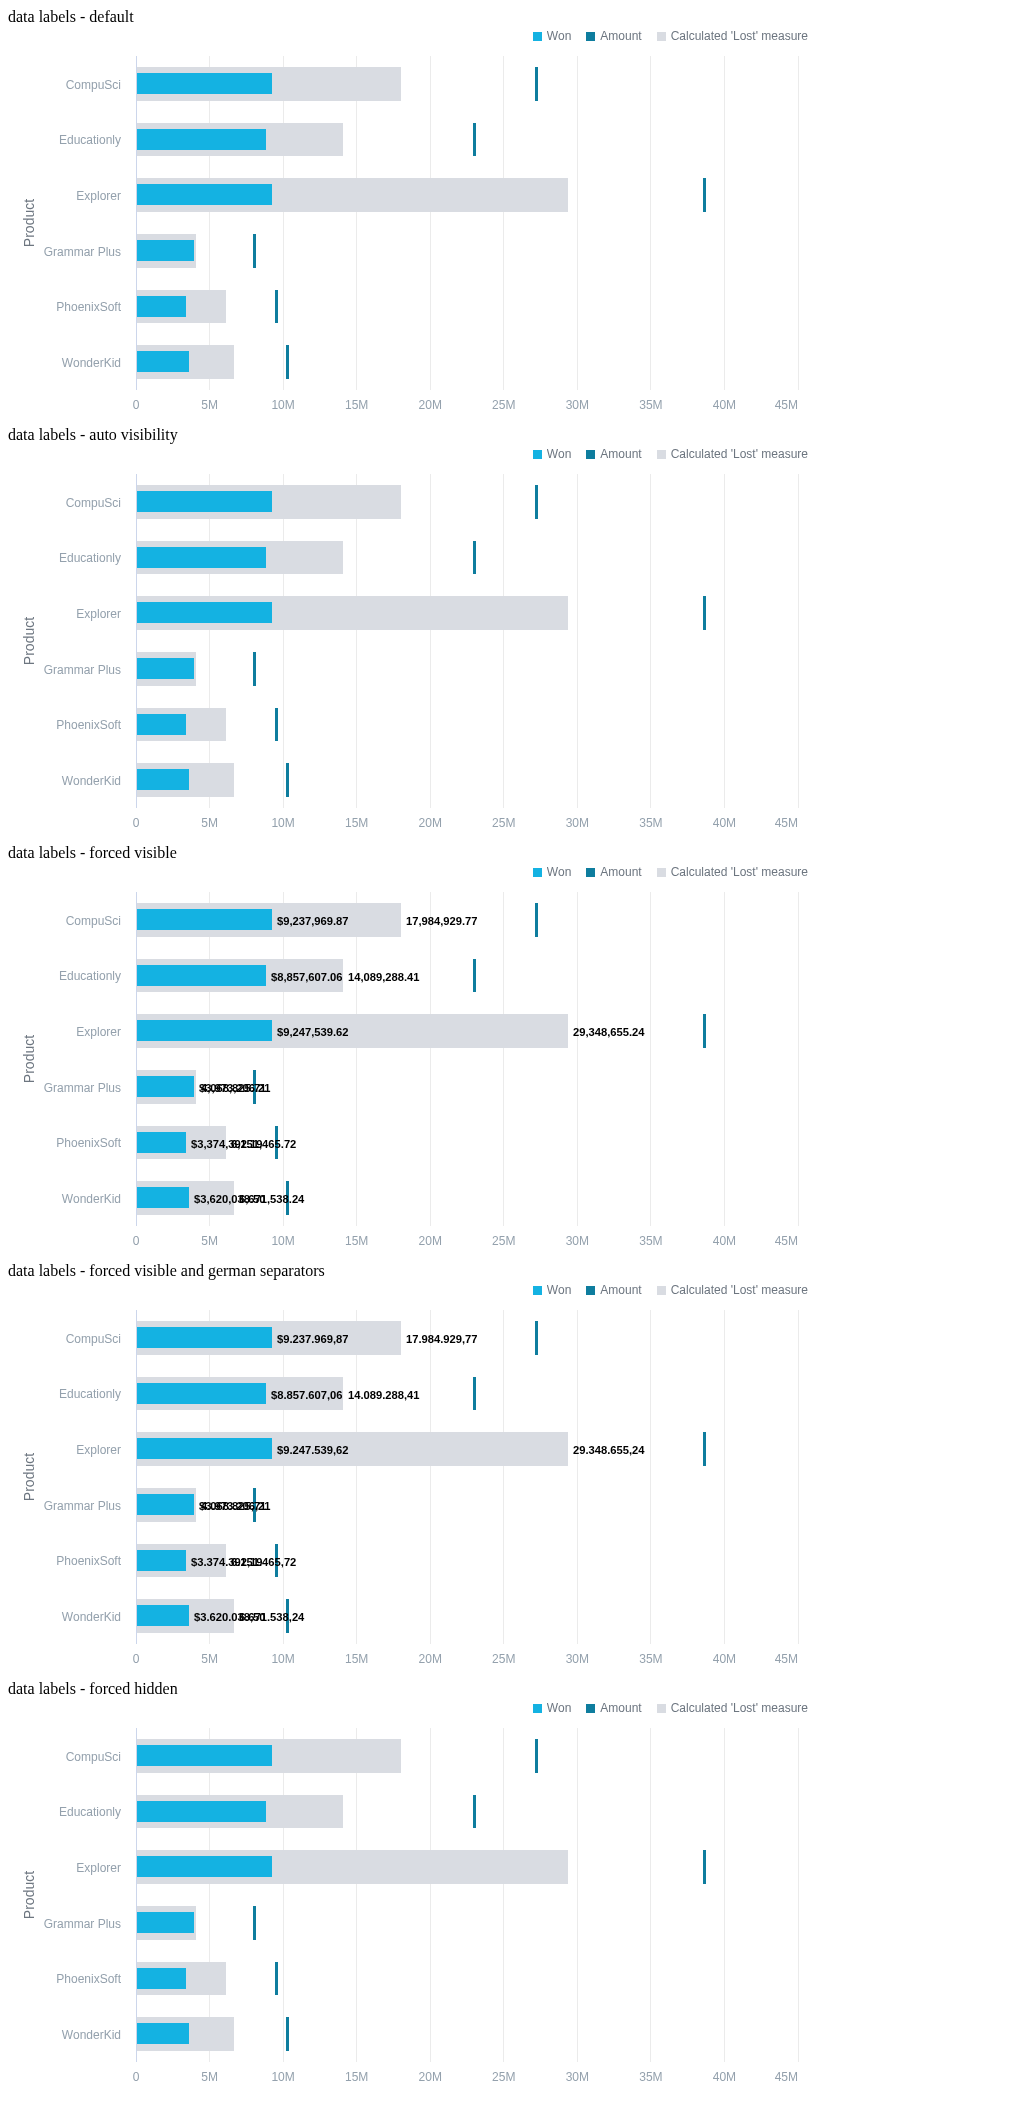 data labels - default
Won Amount Calculated 'Lost' measure
Product
CompuSci
Educationly
Explorer
Grammar Plus
PhoenixSoft
WonderKid
0 5M 10M 15M 20M 25M 30M 35M 40M 45M
data labels - auto visibility
Won Amount Calculated 'Lost' measure
Product
CompuSci
Educationly
Explorer
Grammar Plus
PhoenixSoft
WonderKid
0 5M 10M 15M 20M 25M 30M 35M 40M 45M
data labels - forced visible
Won Amount Calculated 'Lost' measure
Product
CompuSci $9,237,969.87 17,984,929.77
Educationly $8,857,607.06 14,089,288.41
Explorer $9,247,539.62 29,348,655.24
Grammar Plus
PhoenixSoft
WonderKid
0 5M 10M 15M 20M 25M 30M 35M 40M 45M
data labels - forced visible and german separators
Won Amount Calculated 'Lost' measure
Product
CompuSci $9.237.969,87 17.984.929,77
Educationly $8.857.607,06 14.089.288,41
Explorer $9.247.539,62 29.348.655,24
Grammar Plus
PhoenixSoft
WonderKid
0 5M 10M 15M 20M 25M 30M 35M 40M 45M
data labels - forced hidden
Won Amount Calculated 'Lost' measure
Product
CompuSci
Educationly
Explorer
Grammar Plus
PhoenixSoft
WonderKid
0 5M 10M 15M 20M 25M 30M 35M 40M 45M